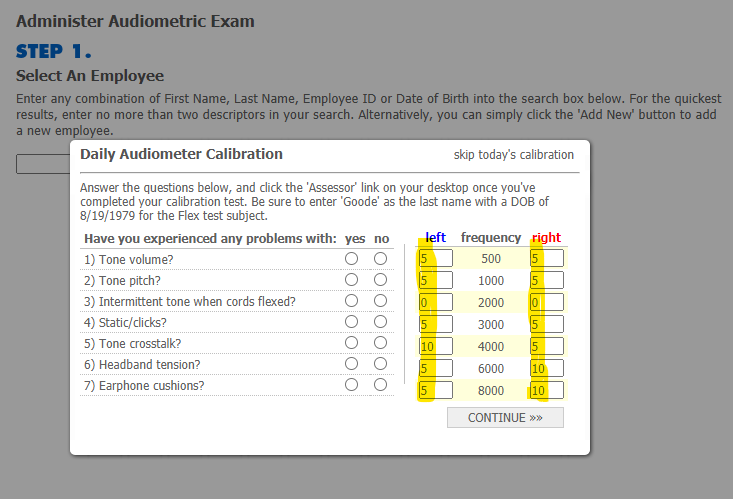 Administer Audiometric Exam
STEP 1.
Select An Employee
Enter any combination of First Name, Last Name, Employee ID or Date of Birth into the search box below. For the quickest
results, enter no more than two descriptors in your search. Alternatively, you can simply click the 'Add New' button to add
a new employee.
Daily Audiometer Calibration
skip today's calibration
Answer the questions below, and click the 'Assessor' link on your desktop once you've
completed your calibration test. Be sure to enter 'Goode' as the last name with a DOB of
8/19/1979 for the Flex test subject.
Have you experienced any problems with: yes no
1) Tone volume?
2) Tone pitch?
3) Intermittent tone when cords flexed?
4) Static/clicks?
5) Tone crosstalk?
6) Headband tension?
7) Earphone cushions?
left frequency right
5 500 5
5 1000 5
0 2000 0
5 3000 5
10 4000 5
5 6000 10
5 8000 10
CONTINUE »»